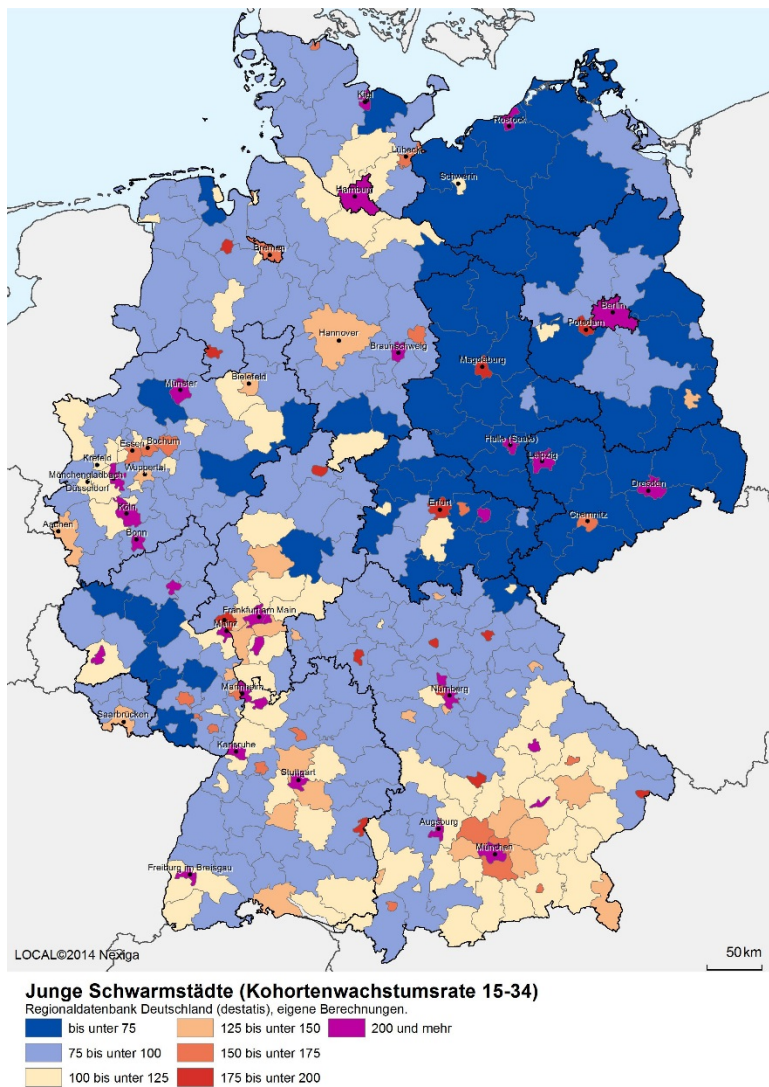 Kiel
Rostock
Lübeck
Schwerin
Hamburg
Bremen
Berlin
Potsdam
Hannover
Braunschweig
Magdeburg
Bielefeld
Münster
Halle (Saale)
Leipzig
Essen
Bochum
Krefeld
Wuppertal
Mönchengladbach
Düsseldorf
Dresden
Köln
Erfurt
Chemnitz
Aachen
Bonn
Frankfurt am Main
Mainz
Mannheim
Nürnberg
Saarbrücken
Karlsruhe
Stuttgart
Augsburg
München
Freiburg im Breisgau
LOCAL©2014 Nexiga
50 km
Junge Schwarmstädte (Kohortenwachstumsrate 15-34)
Regionaldatenbank Deutschland (destatis), eigene Berechnungen.
bis unter 75 125 bis unter 150 200 und mehr
75 bis unter 100 150 bis unter 175
100 bis unter 125 175 bis unter 200